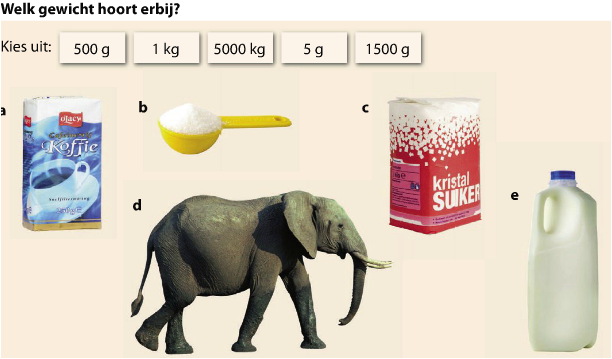 Welk gewicht hoort erbij?
Kies uit:
500 g
1 kg
5000 kg
5 g
1500 g
a
b
c
d
e
Koffie
kristal
SUIKER